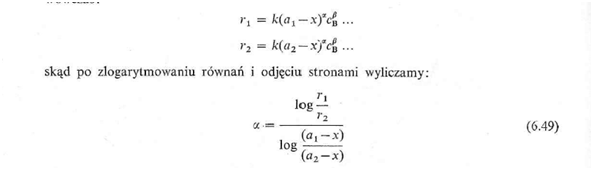 r₁ = k(a₁−x)^α c_B^β ...
r₂ = k(a₂−x)^α c_B^β ...
skąd po zlogarytmowaniu równań i odjęciu stronami wyliczamy:
α = log r₁/r₂ / log (a₁−x)/(a₂−x) (6.49)